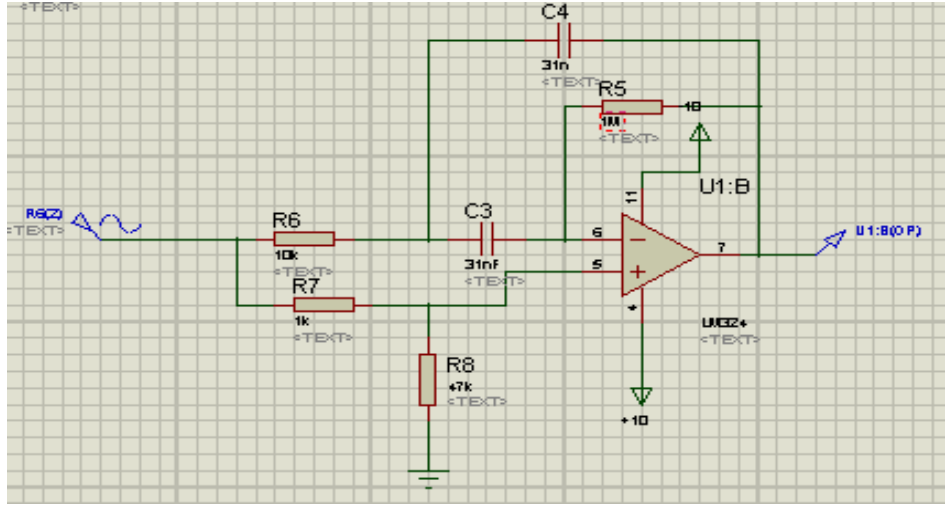 <TEXT>
C4
31n
<TEXT>
R5
1M
<TEXT>
-10
U1:B
11
R6(2)
<TEXT>
R6
10k
<TEXT>
C3
31nF
<TEXT>
6
5
7
4
U1:B(OP)
R7
1k
<TEXT>
LM324
<TEXT>
R8
47k
<TEXT>
+10